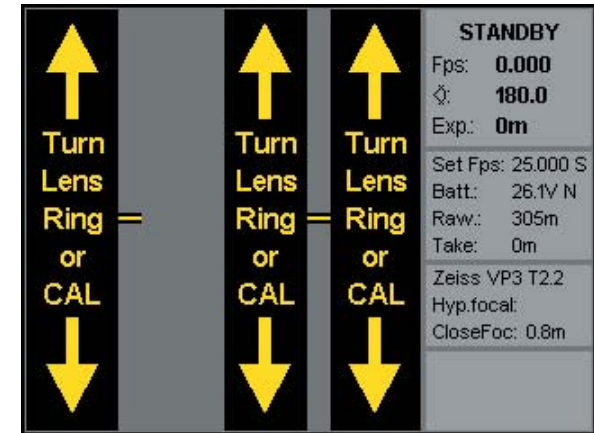 Turn
Lens
Ring
or
CAL
Turn
Lens
Ring
or
CAL
Turn
Lens
Ring
or
CAL
STANDBY
Fps: 0.000
: 180.0
Exp.: 0m
Set Fps: 25.000 S
Batt.: 26.1V N
Raw.: 305m
Take: 0m
Zeiss VP3 T2.2
Hyp.focal:
CloseFoc: 0.8m